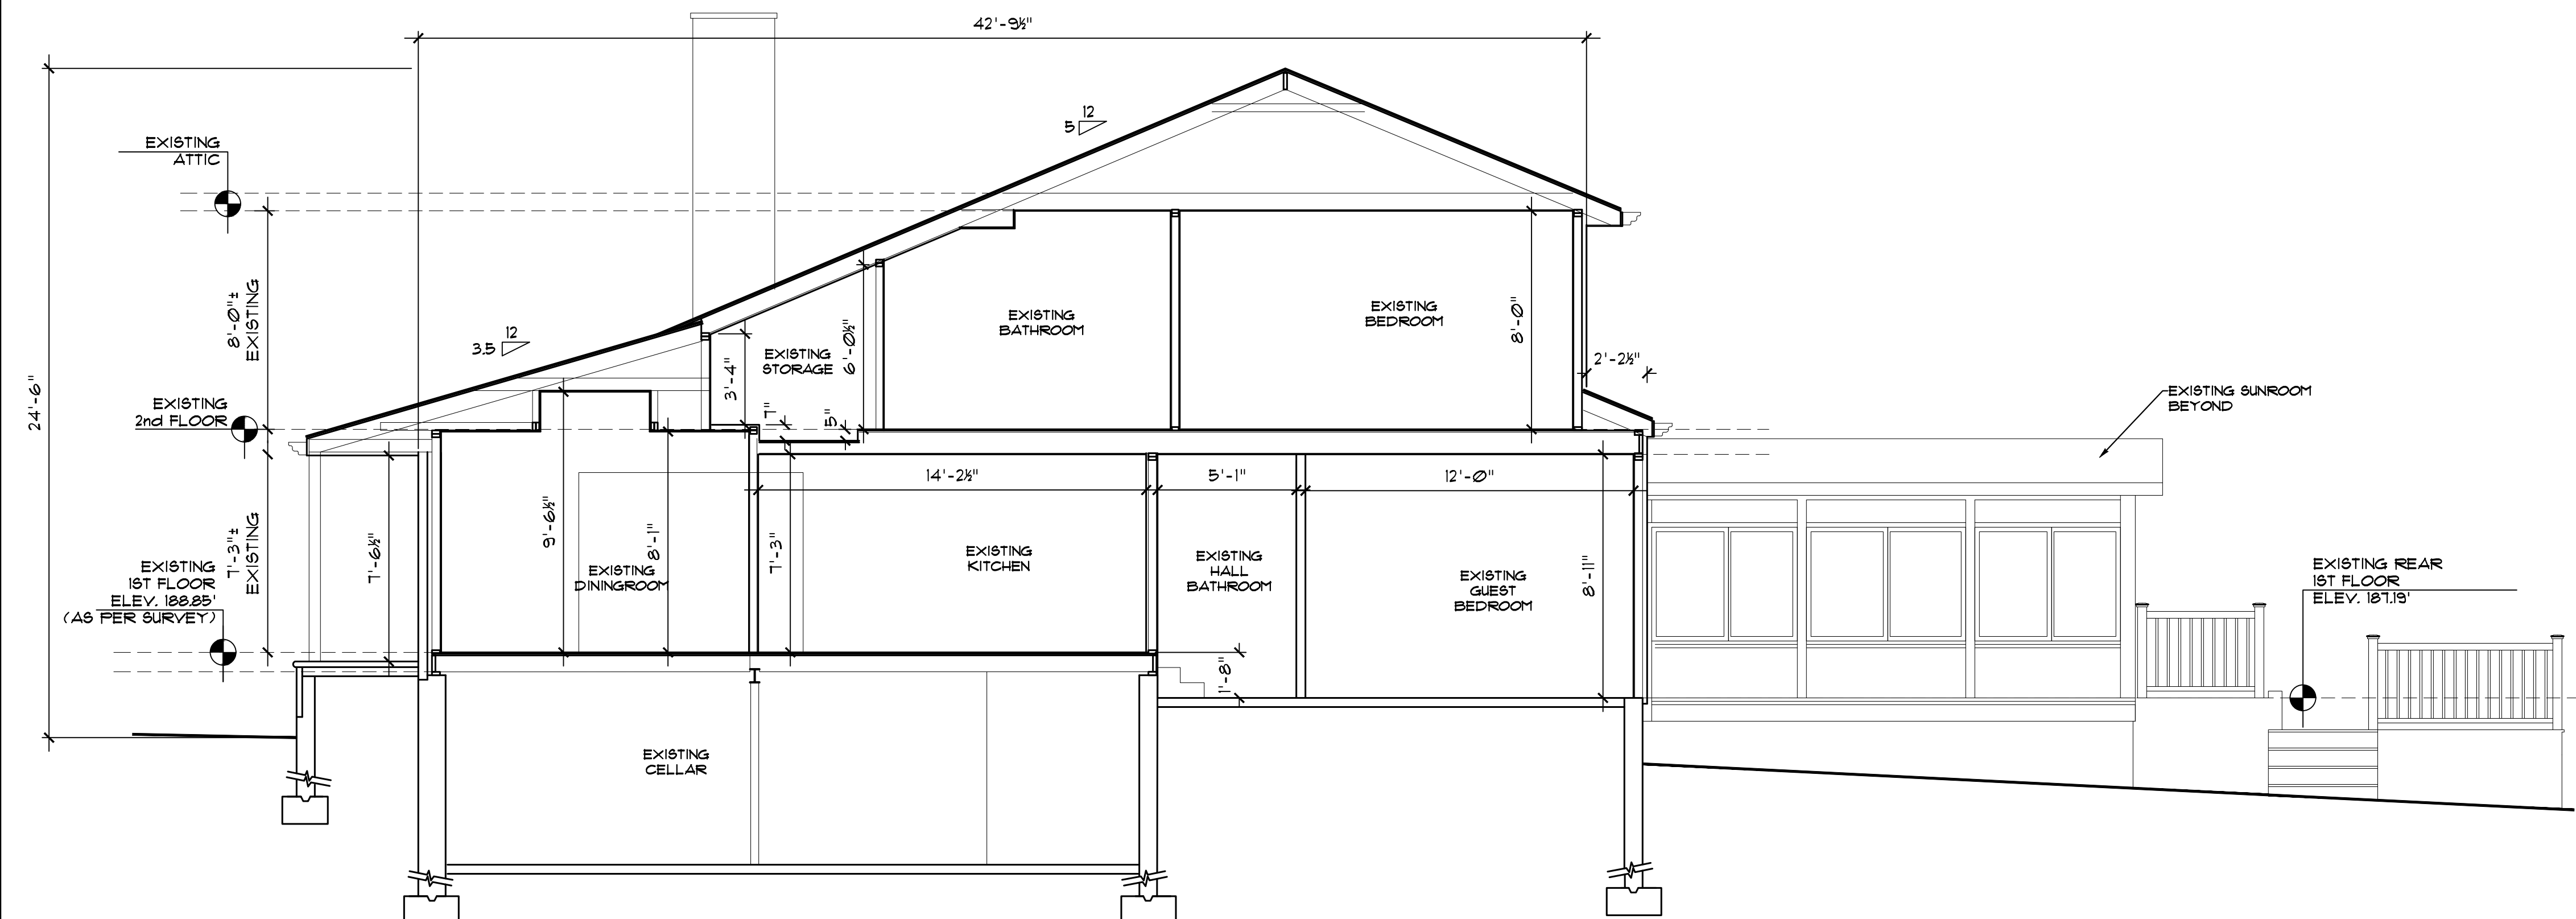 42'-9½"
12
5
EXISTING
ATTIC
8'-0"±
EXISTING
24'-6"
12
3.5
EXISTING
2nd FLOOR
EXISTING
BATHROOM
EXISTING
BEDROOM
8'-0"
2'-2½"
EXISTING
STORAGE
6'-0½"
3'-4"
7"
5"
EXISTING SUNROOM
BEYOND
14'-2½"
5'-1"
12'-0"
7'-3"±
EXISTING
7'-6½"
9'-6½"
8'-1"
7'-3"
8'-11"
1'-8"
EXISTING
1ST FLOOR
ELEV. 188.85'
(AS PER SURVEY)
EXISTING
DININGROOM
EXISTING
KITCHEN
EXISTING
HALL
BATHROOM
EXISTING
GUEST
BEDROOM
EXISTING REAR
1ST FLOOR
ELEV. 187.19'
EXISTING
CELLAR